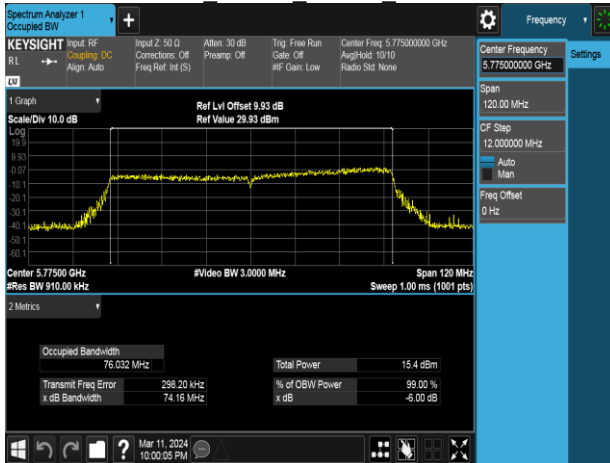 Spectrum Analyzer 1
Occupied BW
Frequency
KEYSIGHT
RL
Input: RF
Coupling: DC
Align: Auto
Input Z: 50 Ω
Corrections: Off
Freq Ref: Int (S)
Atten: 30 dB
Preamp: Off
Trig: Free Run
Gate: Off
#IF Gain: Low
Center Freq: 5.775000000 GHz
Avg|Hold: 10/10
Radio Std: None
LXI
Center Frequency
5.775000000 GHz
Settings
Span
120.00 MHz
CF Step
12.000000 MHz
Auto
Man
Freq Offset
0 Hz
1 Graph
Scale/Div 10.0 dB
Ref Lvl Offset 9.93 dB
Ref Value 29.93 dBm
Log
19.9
9.93
-0.07
-10.1
-20.1
-30.1
-40.1
-50.1
-60.1
Center 5.77500 GHz
#Video BW 3.0000 MHz
Span 120 MHz
#Res BW 910.00 kHz
Sweep 1.00 ms (1001 pts)
2 Metrics
Occupied Bandwidth
76.032 MHz
Total Power 15.4 dBm
Transmit Freq Error 298.20 kHz
% of OBW Power 99.00 %
x dB Bandwidth 74.16 MHz
x dB -6.00 dB
?
Mar 11, 2024
10:00:05 PM